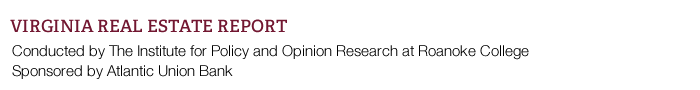 VIRGINIA REAL ESTATE REPORT
Conducted by The Institute for Policy and Opinion Research at Roanoke College
Sponsored by Atlantic Union Bank